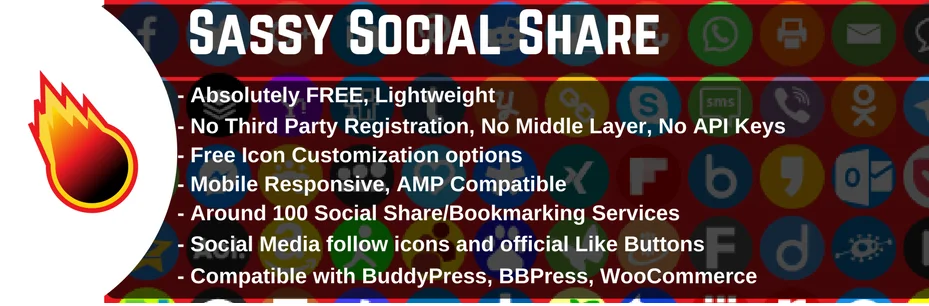 Sassy Social Share
- Absolutely FREE, Lightweight
- No Third Party Registration, No Middle Layer, No API Keys
- Free Icon Customization options
- Mobile Responsive, AMP Compatible
- Around 100 Social Share/Bookmarking Services
- Social Media follow icons and official Like Buttons
- Compatible with BuddyPress, BBPress, WooCommerce
sms